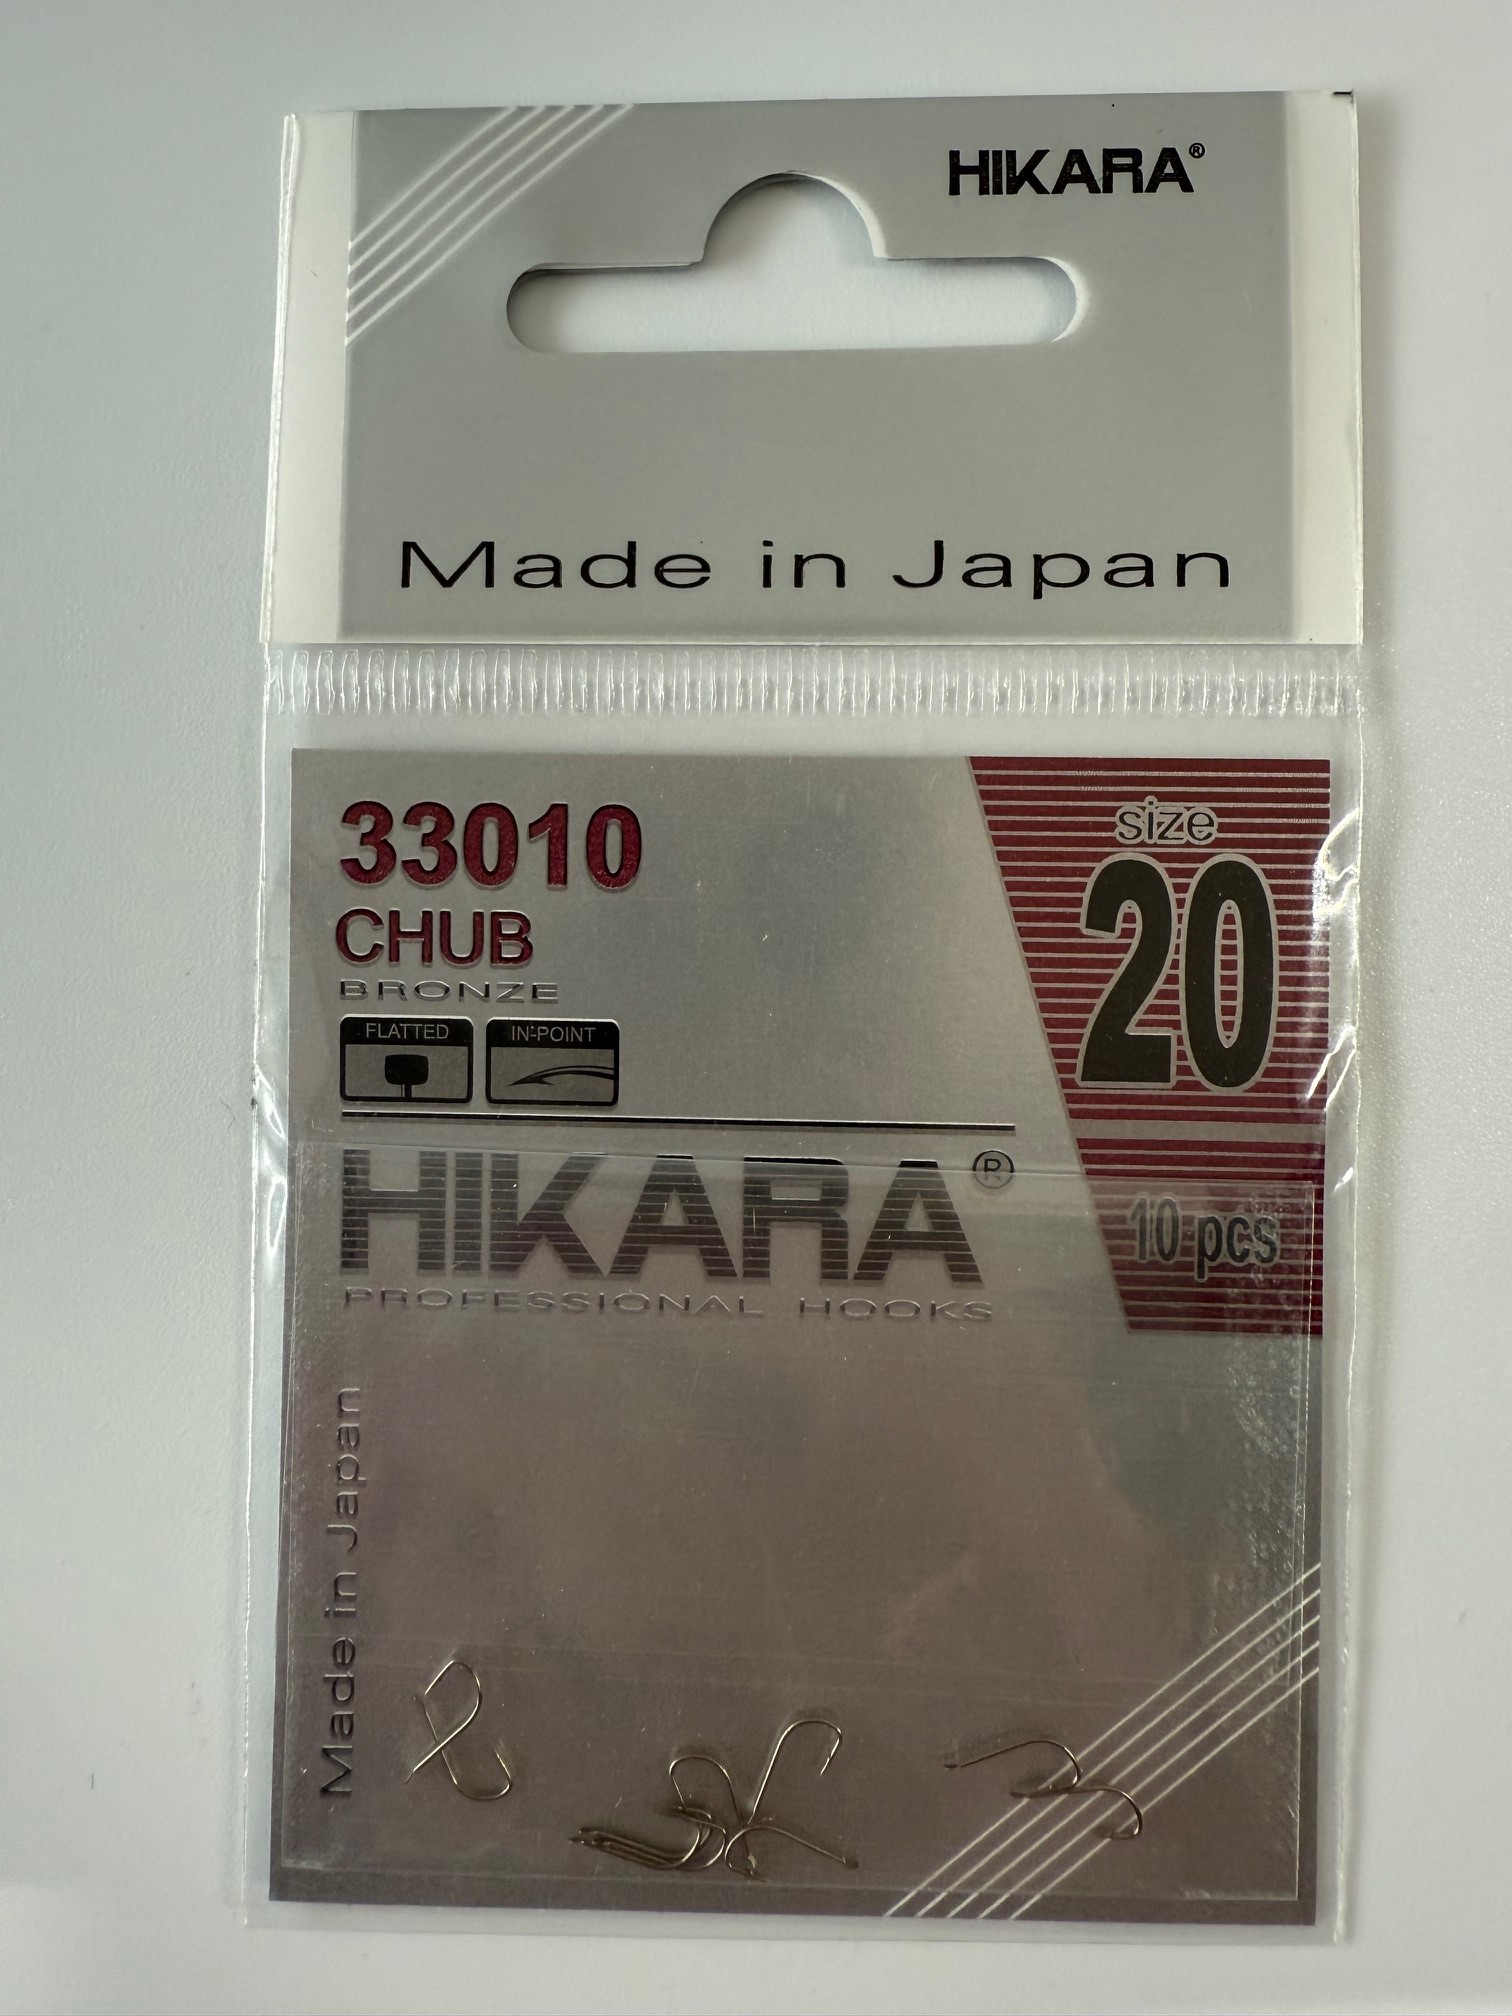 HIKARA®
Made in Japan
33010
CHUB
BRONZE
FLATTED
IN-POINT
size
20
10 pcs
HIKARA®
PROFESSIONAL HOOKS
Made in Japan